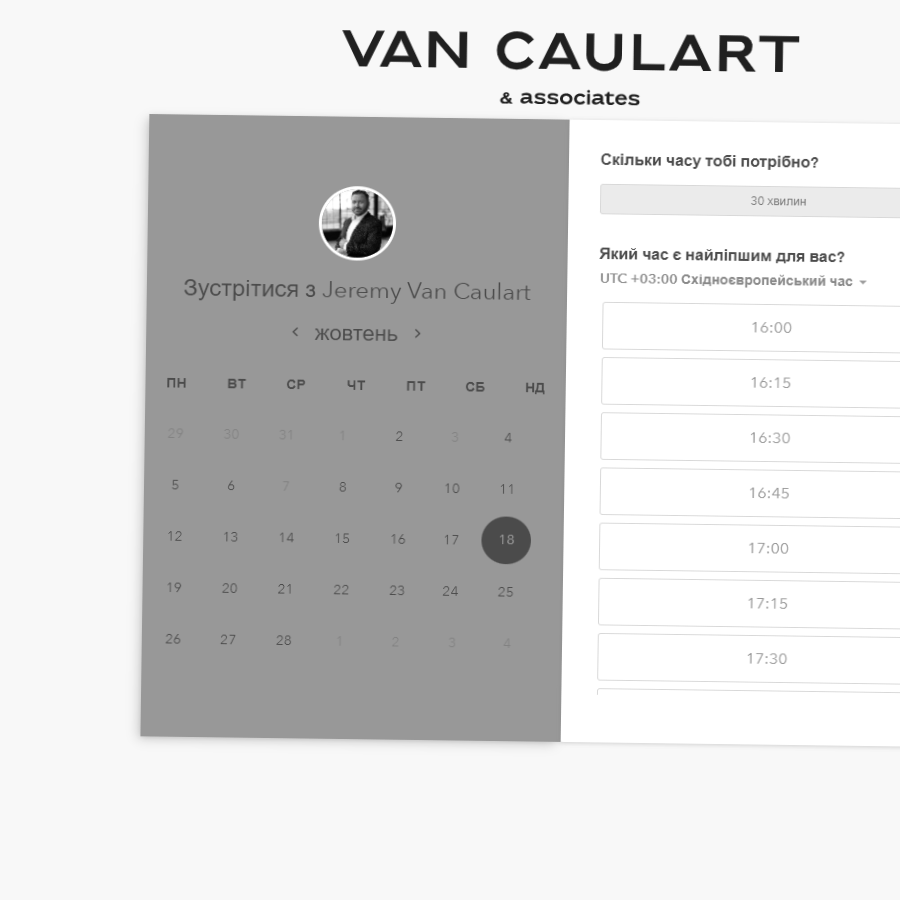 VAN CAULART
& associates
Зустрітися з Jeremy Van Caulart
жовтень
ПН ВТ СР ЧТ ПТ СБ НД
29 30 31 1 2 3 4
5 6 7 8 9 10 11
12 13 14 15 16 17 18
19 20 21 22 23 24 25
26 27 28 1 2 3 4
Скільки часу тобі потрібно?
30 хвилин
Який час є найліпшим для вас?
UTC +03:00 Східноєвропейський час
16:00
16:15
16:30
16:45
17:00
17:15
17:30